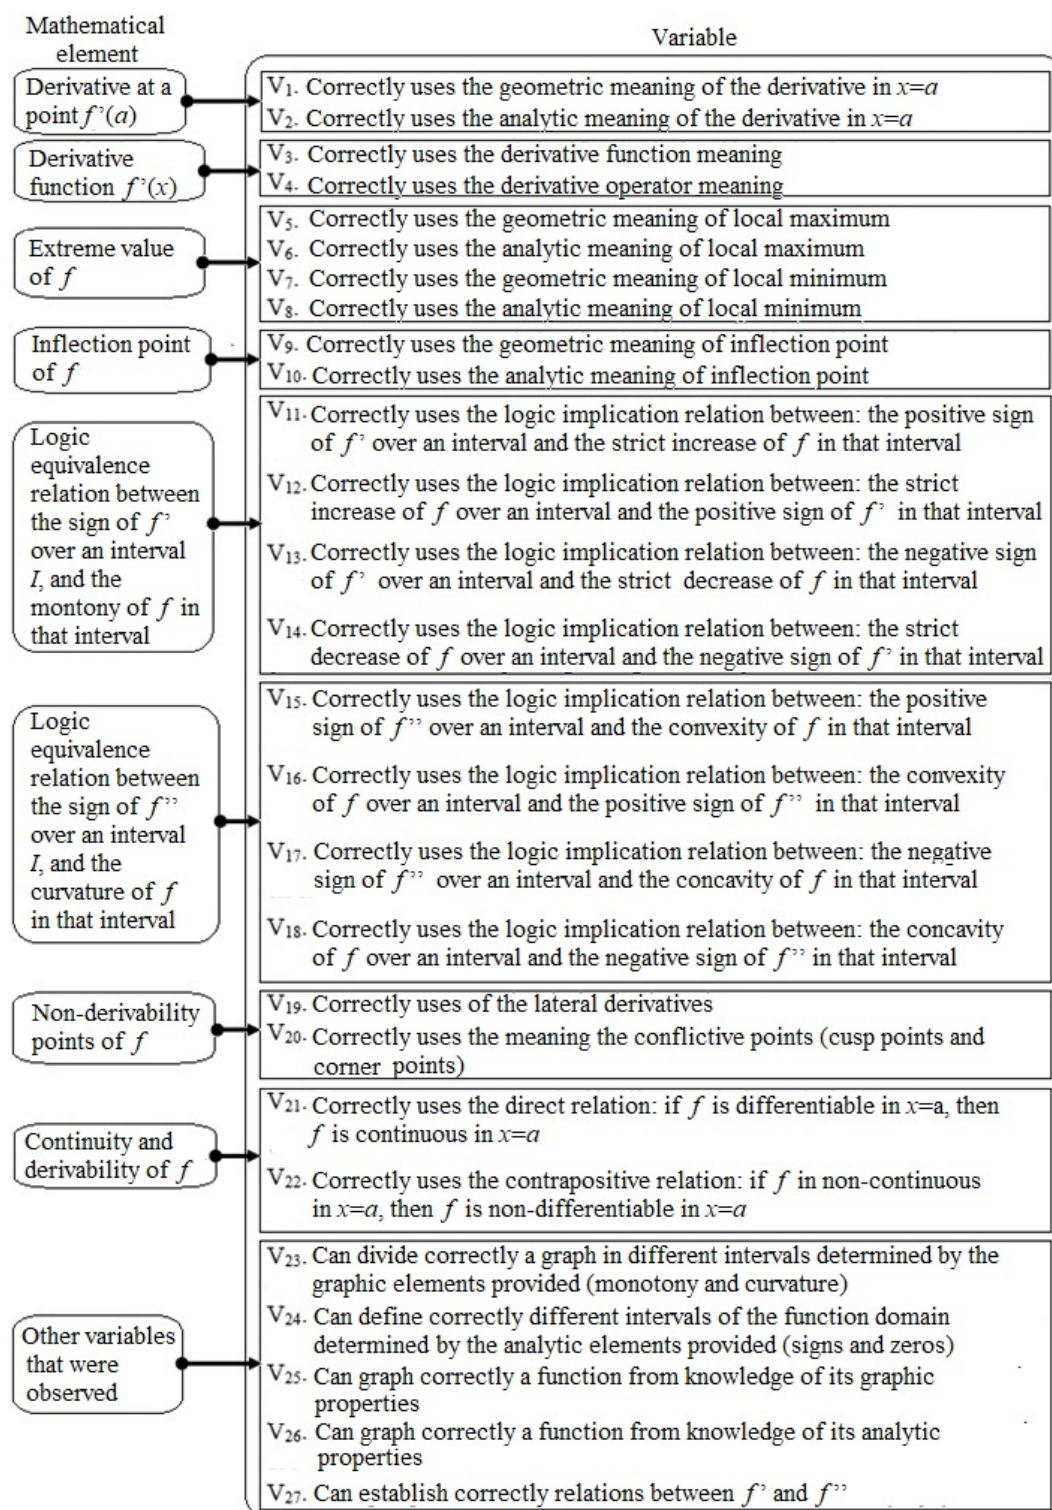 Mathematical
element
Variable
Derivative at a
point f’(a)
V1. Correctly uses the geometric meaning of the derivative in x=a
V2. Correctly uses the analytic meaning of the derivative in x=a
Derivative
function f’(x)
V3. Correctly uses the derivative function meaning
V4. Correctly uses the derivative operator meaning
Extreme value
of f
V5. Correctly uses the geometric meaning of local maximum
V6. Correctly uses the analytic meaning of local maximum
V7. Correctly uses the geometric meaning of local minimum
V8. Correctly uses the analytic meaning of local minimum
Inflection point
of f
V9. Correctly uses the geometric meaning of inflection point
V10. Correctly uses the analytic meaning of inflection point
Logic
equivalence
relation between
the sign of f’
over an interval
I, and the
montony of f in
that interval
V11. Correctly uses the logic implication relation between: the positive sign
of f’ over an interval and the strict increase of f in that interval
V12. Correctly uses the logic implication relation between: the strict
increase of f over an interval and the positive sign of f’ in that interval
V13. Correctly uses the logic implication relation between: the negative sign
of f’ over an interval and the strict decrease of f in that interval
V14. Correctly uses the logic implication relation between: the strict
decrease of f over an interval and the negative sign of f’ in that interval
Logic
equivalence
relation between
the sign of f’’
over an interval
I, and the
curvature of f
in that interval
V15. Correctly uses the logic implication relation between: the positive
sign of f’’ over an interval and the convexity of f in that interval
V16. Correctly uses the logic implication relation between: the convexity
of f over an interval and the positive sign of f’’ in that interval
V17. Correctly uses the logic implication relation between: the negative
sign of f’’ over an interval and the concavity of f in that interval
V18. Correctly uses the logic implication relation between: the concavity
of f over an interval and the negative sign of f’’ in that interval
Non-derivability
points of f
V19. Correctly uses of the lateral derivatives
V20. Correctly uses the meaning the conflictive points (cusp points and
corner points)
Continuity and
derivability of f
V21. Correctly uses the direct relation: if f is differentiable in x=a, then
f is continuous in x=a
V22. Correctly uses the contrapositive relation: if f in non-continuous
in x=a, then f is non-differentiable in x=a
Other variables
that were
observed
V23. Can divide correctly a graph in different intervals determined by the
graphic elements provided (monotony and curvature)
V24. Can define correctly different intervals of the function domain
determined by the analytic elements provided (signs and zeros)
V25. Can graph correctly a function from knowledge of its graphic
properties
V26. Can graph correctly a function from knowledge of its analytic
properties
V27. Can establish correctly relations between f’ and f’’